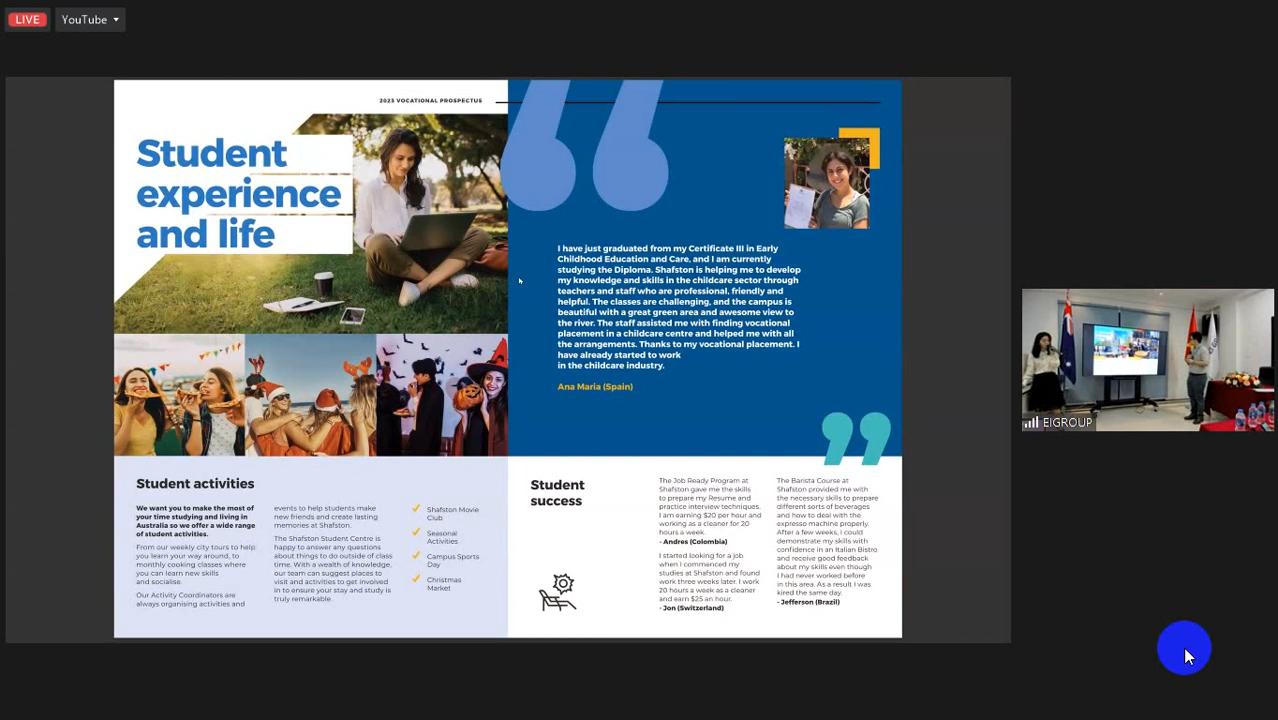 LIVE
YouTube
2023 VOCATIONAL PROSPECTUS
Student
experience
and life
I have just graduated from my Certificate III in Early
Childhood Education and Care, and I am currently
studying the Diploma. Shafston is helping me to develop
my knowledge and skills in the childcare sector through
teachers and staff who are professional, friendly and
helpful. The classes are challenging, and the campus is
beautiful with a great green area and awesome view to
the river. The staff assisted me with finding vocational
placement in a childcare centre and helped me with all
the arrangements. Thanks to my vocational placement. I
have already started to work
in the childcare industry.
Ana Maria (Spain)
Student activities
We want you to make the most of
your time studying and living in
Australia so we offer a wide range
of student activities.
From our weekly city tours to help
you learn your way around, to
monthly cooking classes where
you can learn new skills
and socialise.
Our Activity Coordinators are
always organising activities and
events to help students make
new friends and create lasting
memories at Shafston.
The Shafston Student Centre is
happy to answer any questions
about things to do outside of class
time. With a wealth of knowledge,
our team can suggest places to
visit and activities to get involved
in to ensure your stay and study is
truly remarkable.
Shafston Movie
Club
Seasonal
Activities
Campus Sports
Day
Christmas
Market
Student
success
The Job Ready Program at
Shafston gave me the skills
to prepare my Resume and
practice interview techniques.
I am earning $20 per hour and
working as a cleaner for 20
hours a week.
- Andres (Colombia)
I started looking for a job
when I commenced my
studies at Shafston and found
work three weeks later. I work
20 hours a week as a cleaner
and earn $25 an hour.
- Jon (Switzerland)
The Barista Course at
Shafston provided me with
the necessary skills to prepare
different sorts of beverages
and how to deal with the
expresso machine properly.
After a few weeks, I could
demonstrate my skills with
confidence in an Italian Bistro
and receive good feedback
about my skills even though
I had never worked before
in this area. As a result I was
hired the same day.
- Jefferson (Brazil)
EIGROUP